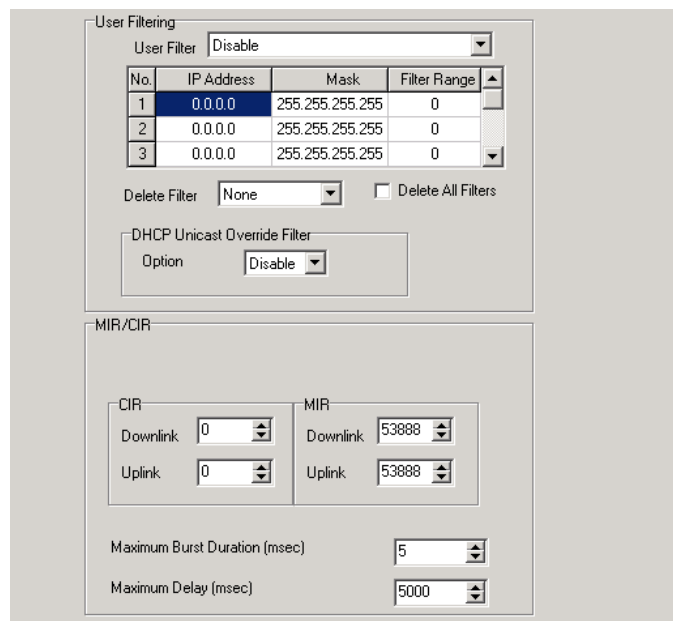 User Filtering
User Filter Disable
No. IP Address Mask Filter Range
1 0.0.0.0 255.255.255.255 0
2 0.0.0.0 255.255.255.255 0
3 0.0.0.0 255.255.255.255 0
Delete Filter None Delete All Filters
DHCP Unicast Override Filter
Option Disable
MIR/CIR
CIR MIR
Downlink 0 Downlink 53888
Uplink 0 Uplink 53888
Maximum Burst Duration (msec) 5
Maximum Delay (msec) 5000